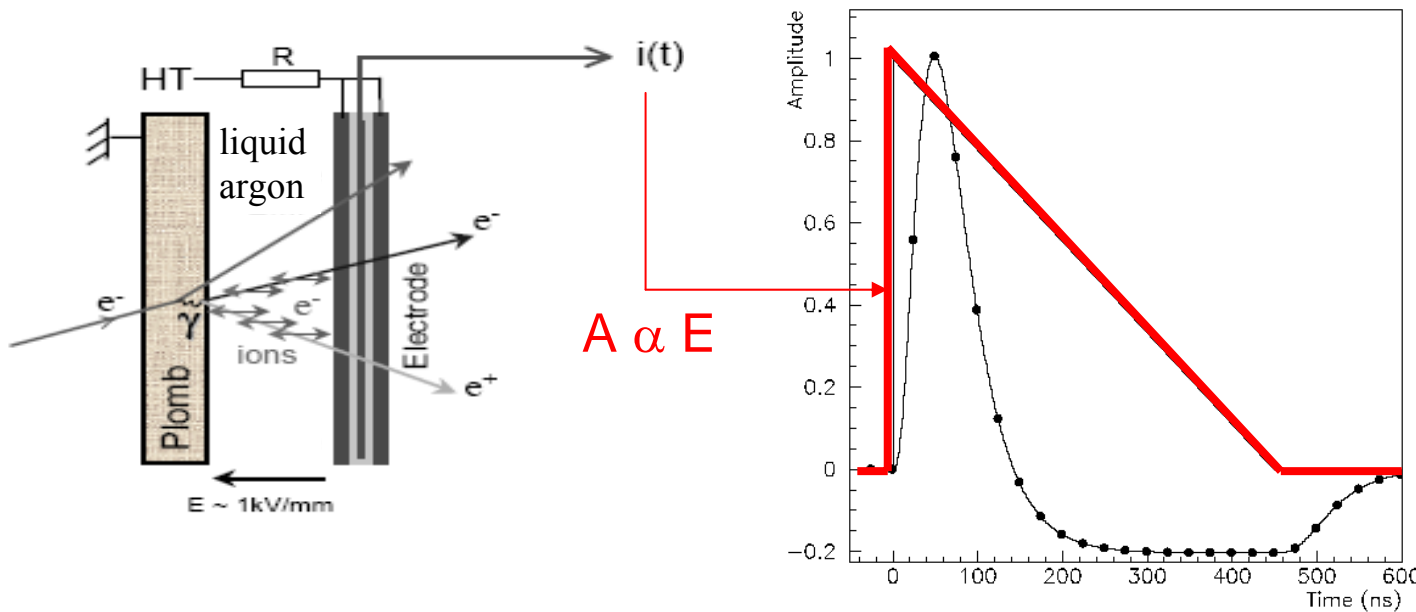 HT
R
i(t)
liquid
argon
e-
e-
e-
γ
ions
e+
Plomb
Electrode
E ~ 1kV/mm
A α E
Amplitude
1
0.8
0.6
0.4
0.2
0
−0.2
0 100 200 300 400 500 600
Time (ns)